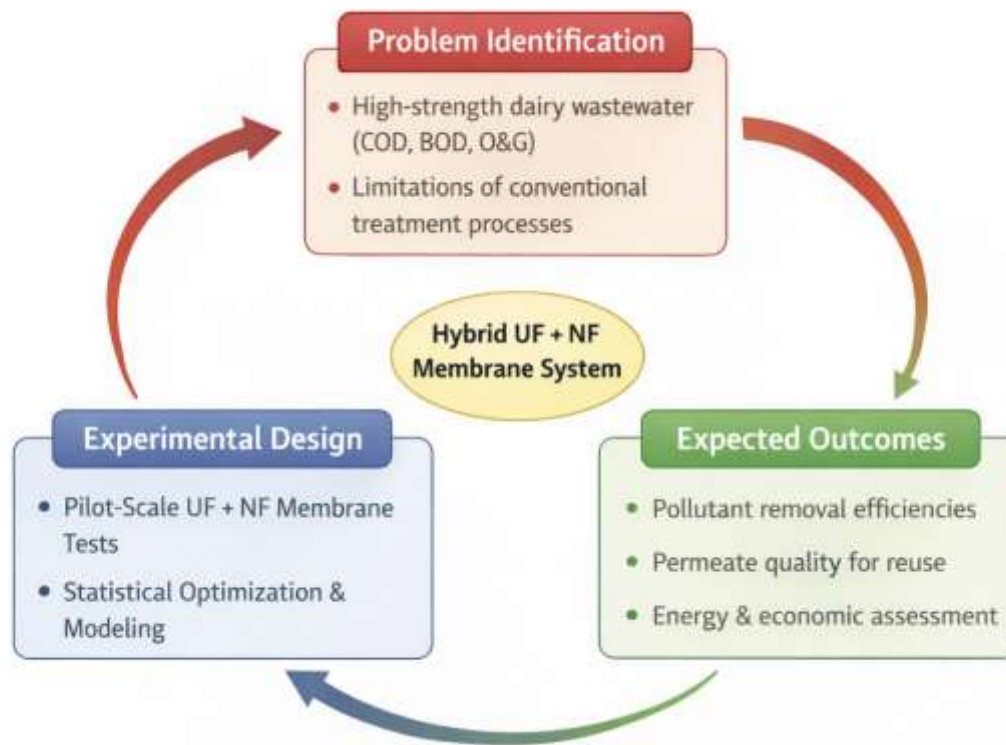 Problem Identification
• High-strength dairy wastewater
(COD, BOD, O&G)
• Limitations of conventional
treatment processes
Hybrid UF + NF
Membrane System
Experimental Design
• Pilot-Scale UF + NF Membrane
Tests
• Statistical Optimization &
Modeling
Expected Outcomes
• Pollutant removal efficiencies
• Permeate quality for reuse
• Energy & economic assessment